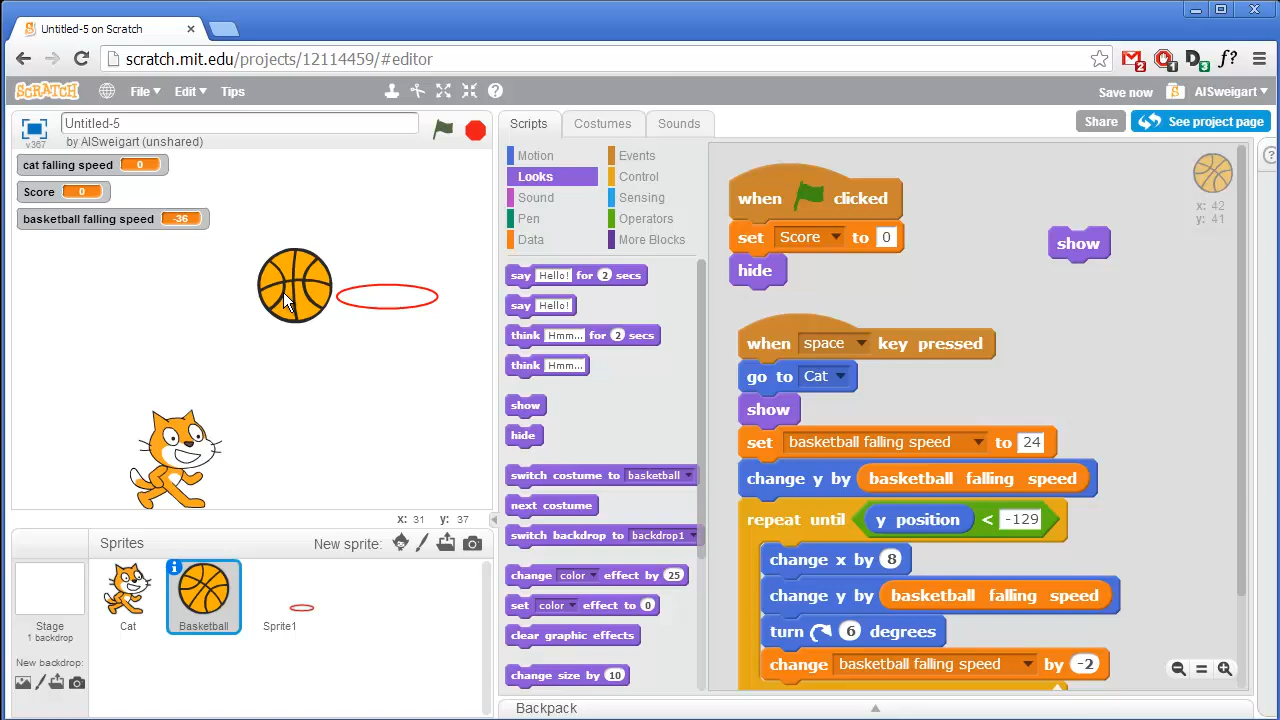 Untitled-5 on Scratch
scratch.mit.edu/projects/12114459/#editor
2 1 3 f?
SCRATCH File Edit Tips
Save now AlSweigart
Untitled-5
v367 by AlSweigart (unshared)
Scripts Costumes Sounds
Share See project page
cat falling speed 0
Score 0
basketball falling speed -36
Motion Events
Looks Control
Sound Sensing
Pen Operators
Data More Blocks
say Hello! for 2 secs
say Hello!
think Hmm... for 2 secs
think Hmm...
show
hide
switch costume to basketball
next costume
switch backdrop to backdrop1
change color effect by 25
set color effect to 0
clear graphic effects
change size by 10
when clicked
set Score to 0
hide
show
x: 42
y: 41
when space key pressed
go to Cat
show
set basketball falling speed to 24
change y by basketball falling speed
repeat until y position < -129
change x by 8
change y by basketball falling speed
turn 6 degrees
change basketball falling speed by -2
x: 31 y: 37
Sprites New sprite:
Stage
1 backdrop
Cat
Basketball
Sprite1
New backdrop:
Backpack